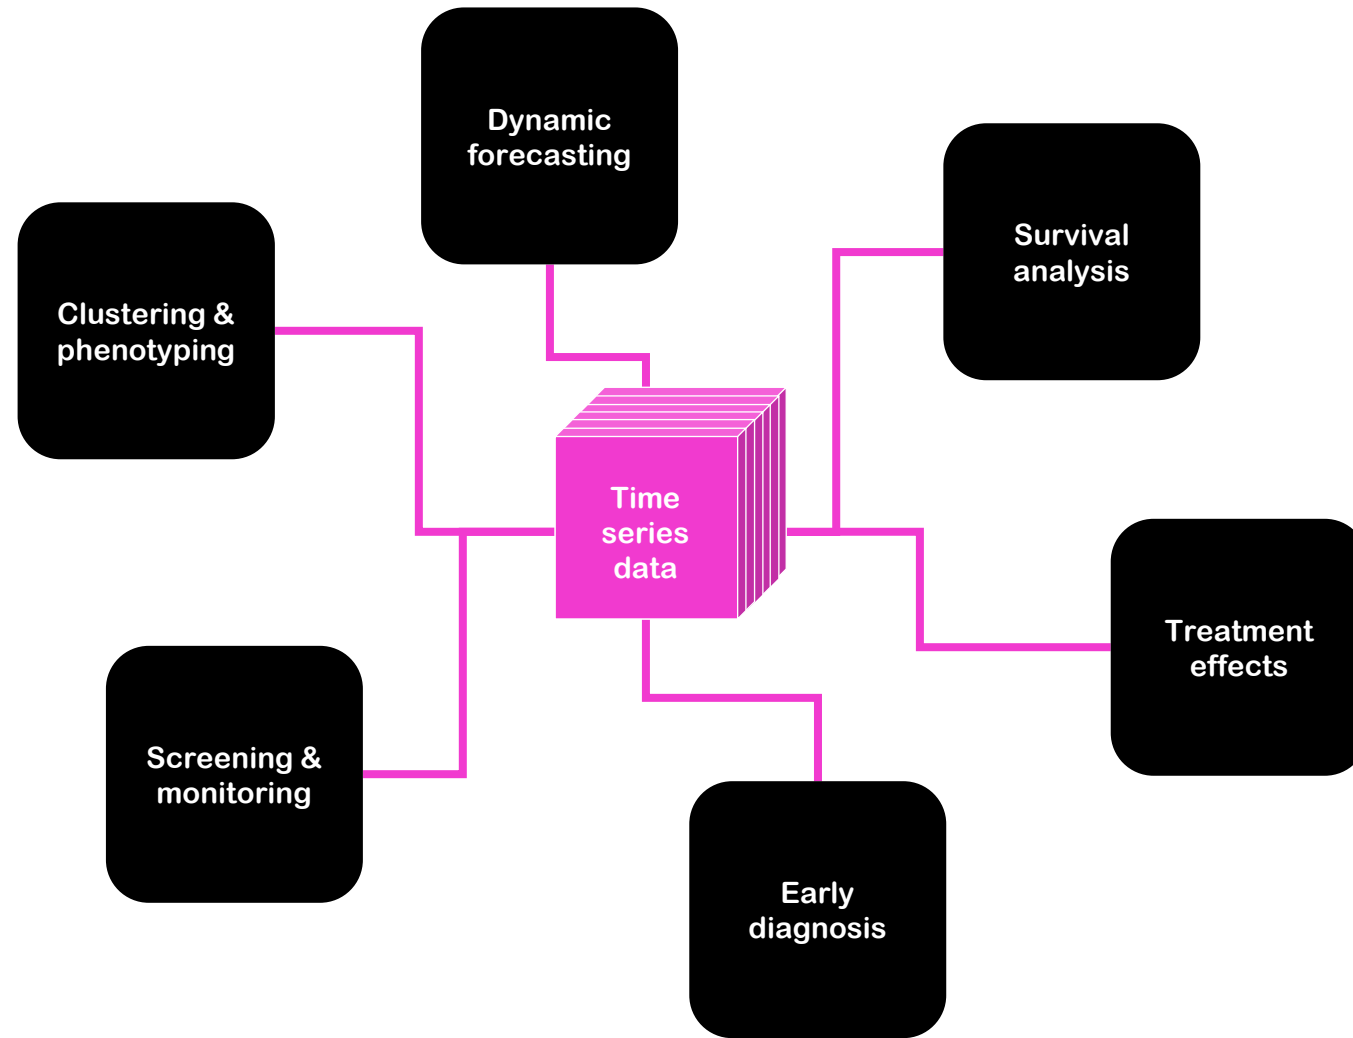 Dynamic
forecasting
Survival
analysis
Clustering &
phenotyping
Time
series
data
Treatment
effects
Screening &
monitoring
Early
diagnosis